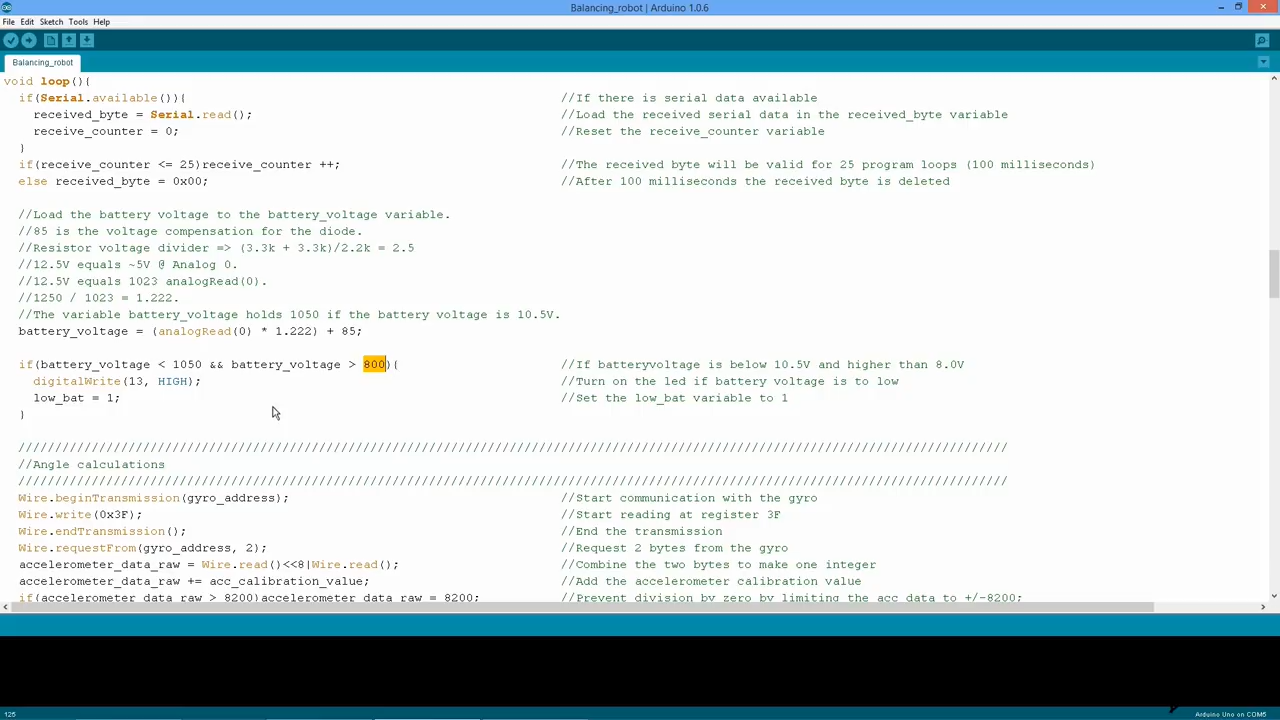 Balancing_robot | Arduino 1.0.6
File Edit Sketch Tools Help
Balancing_robot
void loop(){
if(Serial.available()){ //If there is serial data available
received_byte = Serial.read(); //Load the received serial data in the received_byte variable
receive_counter = 0; //Reset the receive_counter variable
}
if(receive_counter <= 25)receive_counter ++; //The received byte will be valid for 25 program loops (100 milliseconds)
else received_byte = 0x00; //After 100 milliseconds the received byte is deleted
//Load the battery voltage to the battery_voltage variable.
//85 is the voltage compensation for the diode.
//Resistor voltage divider => (3.3k + 3.3k)/2.2k = 2.5
//12.5V equals ~5V @ Analog 0.
//12.5V equals 1023 analogRead(0).
//1250 / 1023 = 1.222.
//The variable battery_voltage holds 1050 if the battery voltage is 10.5V.
battery_voltage = (analogRead(0) * 1.222) + 85;
if(battery_voltage < 1050 && battery_voltage > 800){ //If batteryvoltage is below 10.5V and higher than 8.0V
digitalWrite(13, HIGH); //Turn on the led if battery voltage is to low
low_bat = 1; //Set the low_bat variable to 1
}
////////////////////////////////////////////////////////////////////////////////////////////////////////////////////////////////////////
//Angle calculations
////////////////////////////////////////////////////////////////////////////////////////////////////////////////////////////////////////
Wire.beginTransmission(gyro_address); //Start communication with the gyro
Wire.write(0x3F); //Start reading at register 3F
Wire.endTransmission(); //End the transmission
Wire.requestFrom(gyro_address, 2); //Request 2 bytes from the gyro
accelerometer_data_raw = Wire.read()<<8|Wire.read(); //Combine the two bytes to make one integer
accelerometer_data_raw += acc_calibration_value; //Add the accelerometer calibration value
if(accelerometer_data_raw > 8200)accelerometer_data_raw = 8200; //Prevent division by zero by limiting the acc data to +/-8200;
125 Arduino Uno on COM5